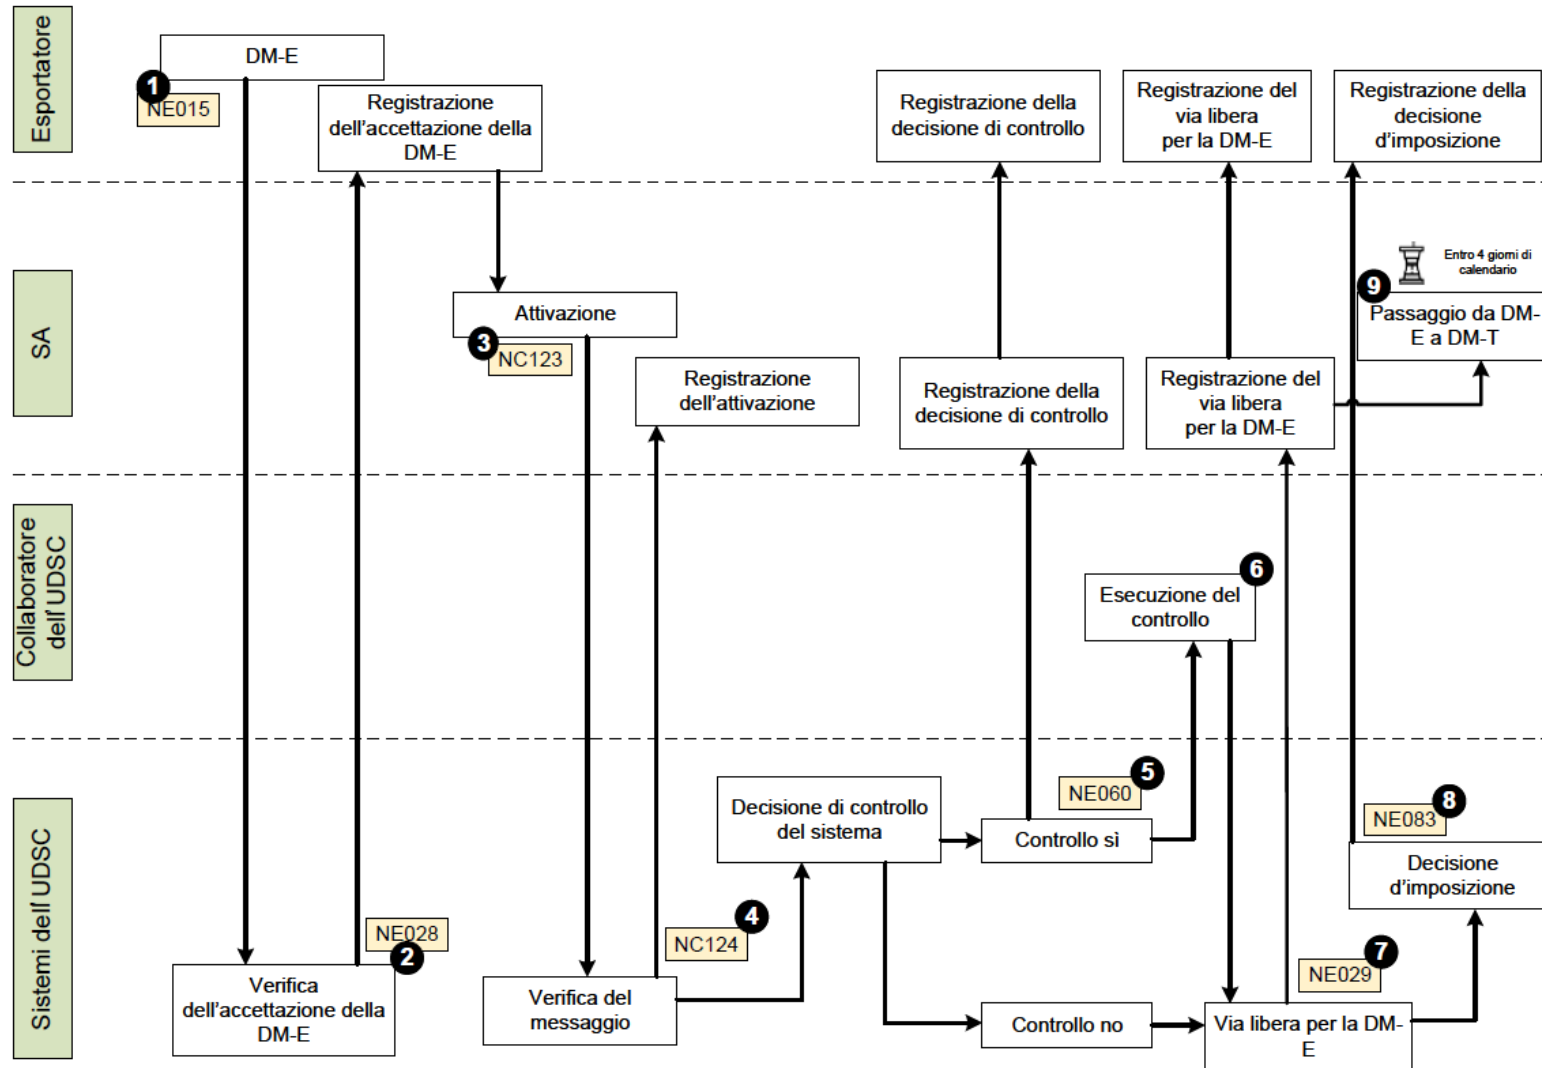 Esportatore
DM-E
1
NE015
Registrazione
dell'accettazione della
DM-E
Registrazione della
decisione di controllo
Registrazione del
via libera
per la DM-E
Registrazione della
decisione
d'imposizione
SA
Attivazione
3
NC123
Registrazione
dell'attivazione
Registrazione della
decisione di controllo
Registrazione del
via libera
per la DM-E
Entro 4 giorni di
calendario
9
Passaggio da DM-
E a DM-T
Collaboratore
dell' UDSC
6
Esecuzione del
controllo
Sistemi dell' UDSC
NE028
2
Verifica
dell'accettazione della
DM-E
4
NC124
Verifica del
messaggio
Decisione di controllo
del sistema
5
NE060
Controllo sì
Controllo no
7
NE029
Via libera per la DM-
E
8
NE083
Decisione
d'imposizione